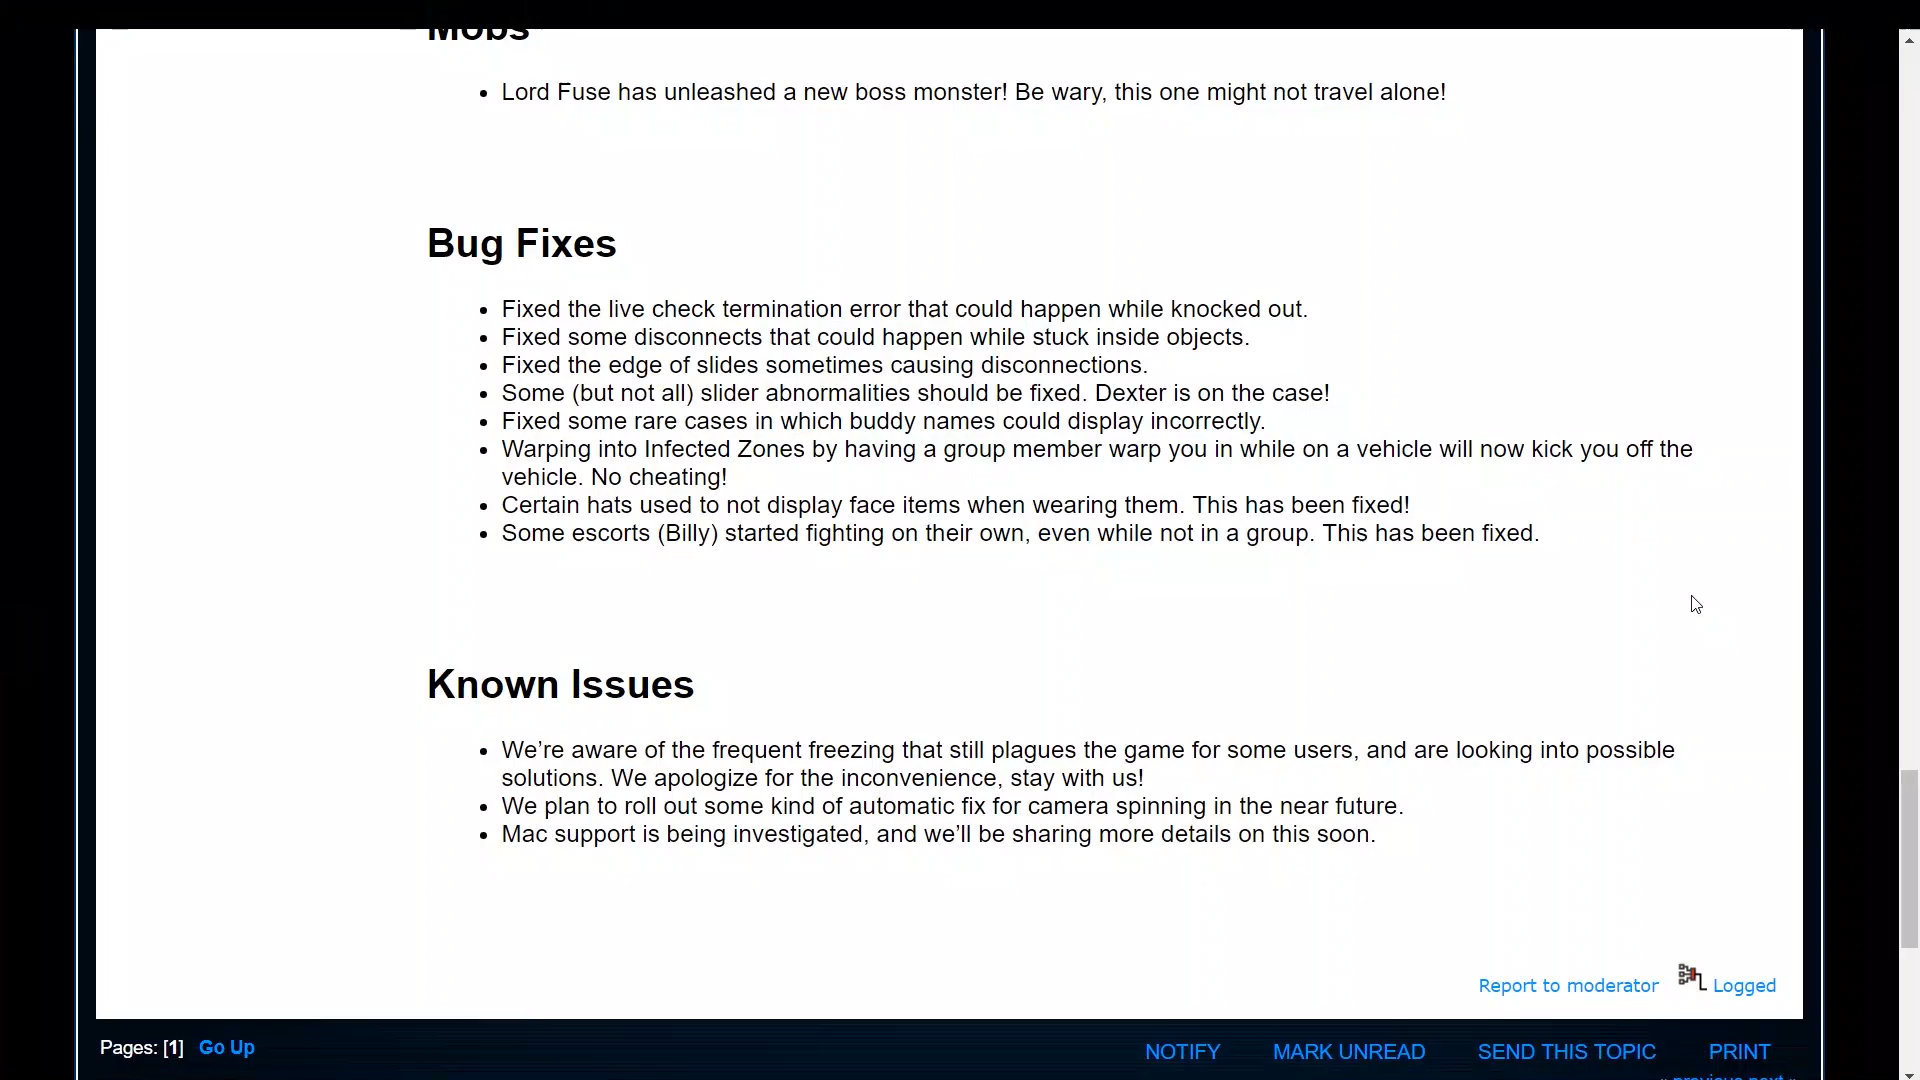 Mobs
• Lord Fuse has unleashed a new boss monster! Be wary, this one might not travel alone!
Bug Fixes
• Fixed the live check termination error that could happen while knocked out.
• Fixed some disconnects that could happen while stuck inside objects.
• Fixed the edge of slides sometimes causing disconnections.
• Some (but not all) slider abnormalities should be fixed. Dexter is on the case!
• Fixed some rare cases in which buddy names could display incorrectly.
• Warping into Infected Zones by having a group member warp you in while on a vehicle will now kick you off the
vehicle. No cheating!
• Certain hats used to not display face items when wearing them. This has been fixed!
• Some escorts (Billy) started fighting on their own, even while not in a group. This has been fixed.
Known Issues
• We’re aware of the frequent freezing that still plagues the game for some users, and are looking into possible
solutions. We apologize for the inconvenience, stay with us!
• We plan to roll out some kind of automatic fix for camera spinning in the near future.
• Mac support is being investigated, and we’ll be sharing more details on this soon.
Report to moderator Logged
Pages: [1] Go Up
NOTIFY MARK UNREAD SEND THIS TOPIC PRINT
« previous next »